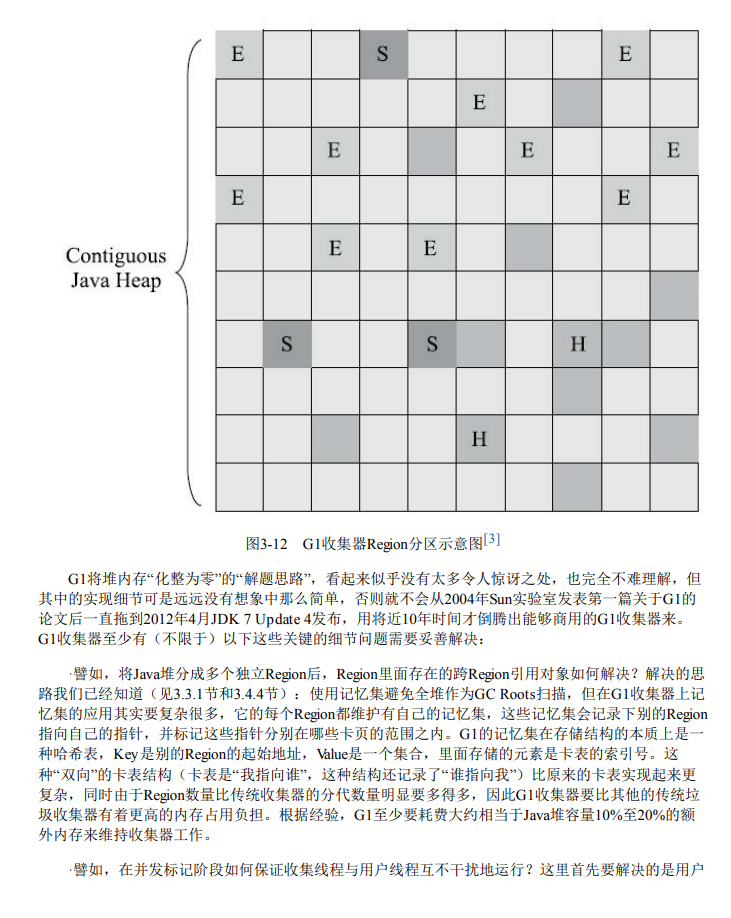 E S E
E
E E E
Contiguous
Java Heap
E E
E E
S S H
H
图3-12 G1收集器Region分区示意图[3]
G1将堆内存“化整为零”的“解题思路”，看起来似乎没有太多令人惊讶之处，也完全不难理解，但
其中的实现细节可是远远没有想象中那么简单，否则就不会从2004年Sun实验室发表第一篇关于G1的
论文后一直拖到2012年4月JDK 7 Update 4发布，用将近10年时间才倒腾出能够商用的G1收集器来。
G1收集器至少有（不限于）以下这些关键的细节问题需要妥善解决：
·譬如，将Java堆分成多个独立Region后，Region里面存在的跨Region引用对象如何解决？解决的思
路我们已经知道（见3.3.1节和3.4.4节）：使用记忆集避免全堆作为GC Roots扫描，但在G1收集器上记
忆集的应用其实要复杂很多，它的每个Region都维护有自己的记忆集，这些记忆集会记录下别的Region
指向自己的指针，并标记这些指针分别在哪些卡页的范围之内。G1的记忆集在存储结构的本质上是一
种哈希表，Key是别的Region的起始地址，Value是一个集合，里面存储的元素是卡表的索引号。这
种“双向”的卡表结构（卡表是“我指向谁”，这种结构还记录了“谁指向我”）比原来的卡表实现起来更
复杂，同时由于Region数量比传统收集器的分代数量明显要多得多，因此G1收集器要比其他的传统垃
圾收集器有着更高的内存占用负担。根据经验，G1至少要耗费大约相当于Java堆容量10%至20%的额
外内存来维持收集器工作。
·譬如，在并发标记阶段如何保证收集线程与用户线程互不干扰地运行？这里首先要解决的是用户